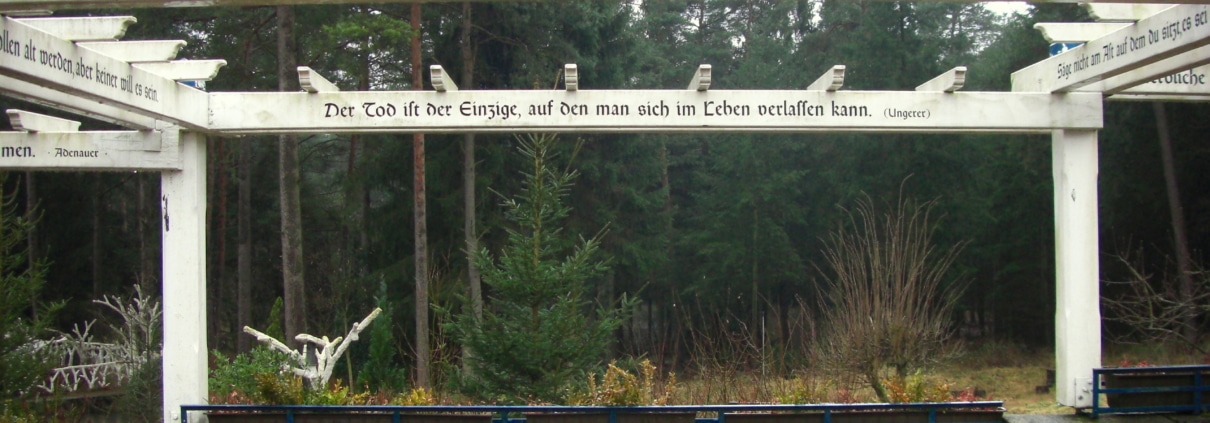 ollen alt werden, aber keiner will es sein.
men. · Adenauer ·
Der Tod ist der Einzige, auf den man sich im Leben verlassen kann. (Ungerer)
Säge nicht am Ast auf dem du sitzt, es sei